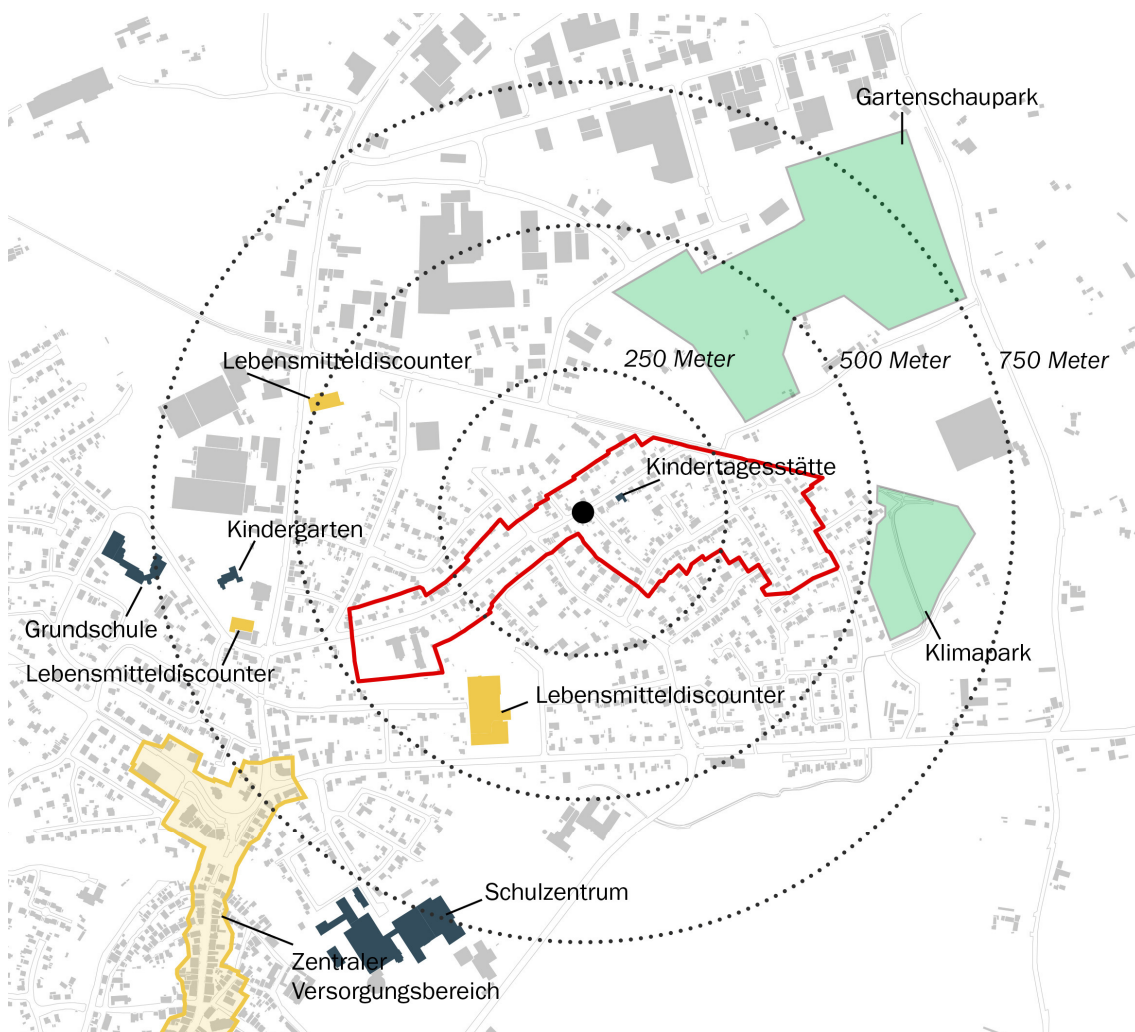 Gartenschaupark
Lebensmitteldiscounter
250 Meter
500 Meter
750 Meter
Kindertagesstätte
Kindergarten
Grundschule
Lebensmitteldiscounter
Klimapark
Lebensmitteldiscounter
Schulzentrum
Zentraler
Versorgungsbereich